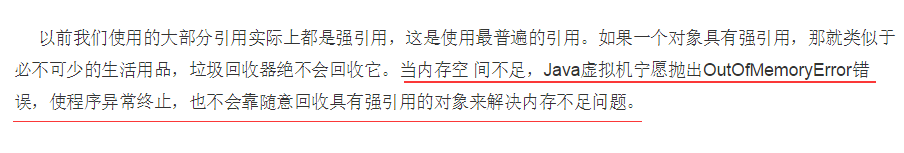 以前我们使用的大部分引用实际上都是强引用，这是使用最普遍的引用。如果一个对象具有强引用，那就类似于
必不可少的生活用品，垃圾回收器绝不会回收它。当内存空 间不足，Java虚拟机宁愿抛出OutOfMemoryError错
误，使程序异常终止，也不会靠随意回收具有强引用的对象来解决内存不足问题。